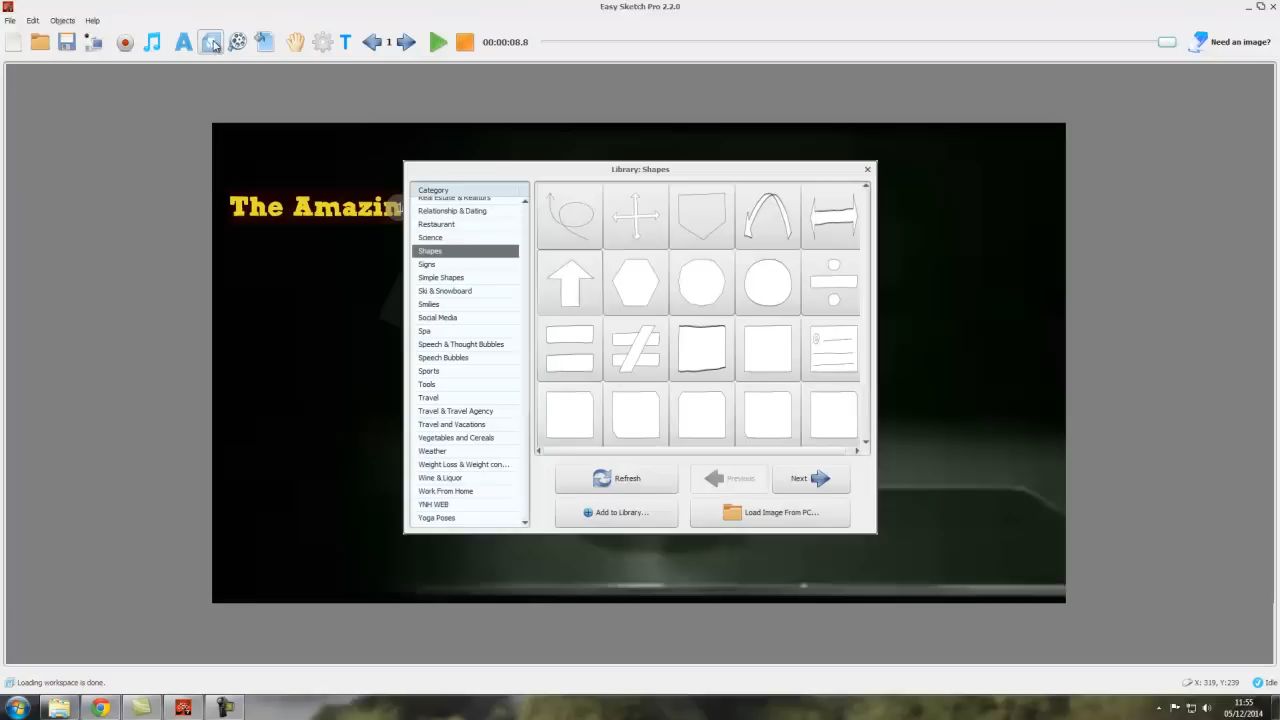 Easy Sketch Pro 2.2.0
File Edit Objects Help
A T 1 00:00:08.8 Need an image?
The Amazin
Library: Shapes
Category
Real Estate & Realtors
Relationship & Dating
Restaurant
Science
Shapes
Signs
Simple Shapes
Ski & Snowboard
Smilies
Social Media
Spa
Speech & Thought Bubbles
Speech Bubbles
Sports
Tools
Travel
Travel & Travel Agency
Travel and Vacations
Vegetables and Cereals
Weather
Weight Loss & Weight con...
Wine & Liquor
Work From Home
YNH WEB
Yoga Poses
Refresh Previous Next
Add to Library... Load Image From PC...
Loading workspace is done. X: 319, Y:239 Idle
11:55
05/12/2014